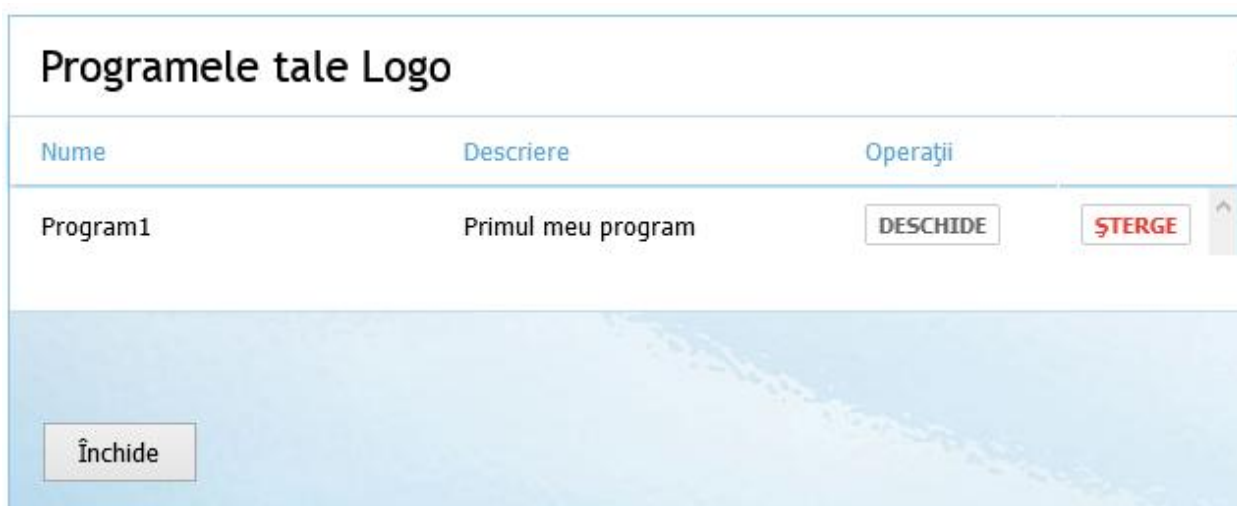 Programele tale Logo
Nume Descriere Operaţii
Program1 Primul meu program DESCHIDE ŞTERGE
Închide